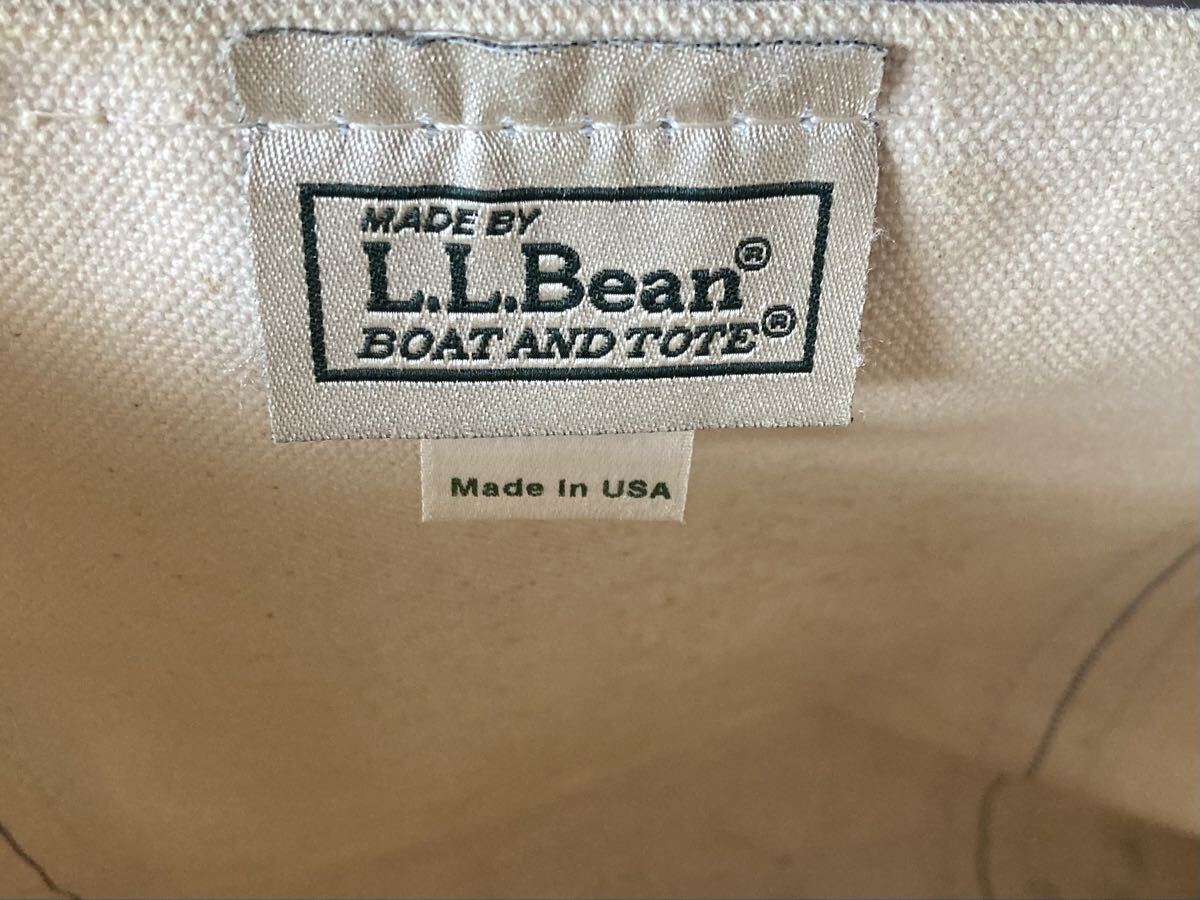 MADE BY
L.L.Bean®
BOAT AND TOTE®
Made In USA